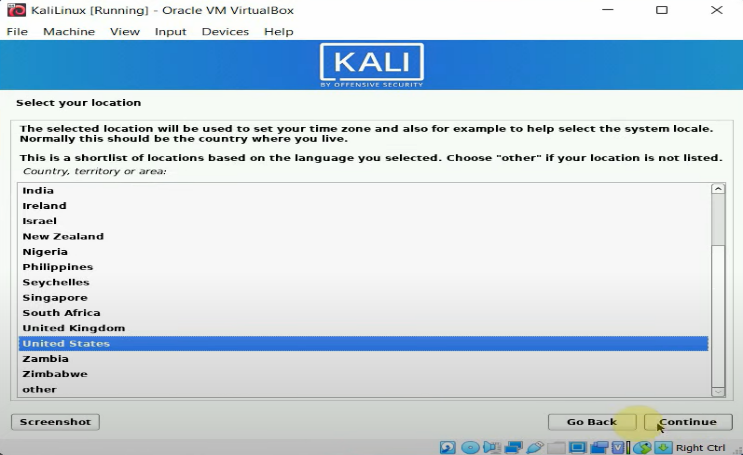 KaliLinux [Running] - Oracle VM VirtualBox
File Machine View Input Devices Help
KALI
BY OFFENSIVE SECURITY
Select your location
The selected location will be used to set your time zone and also for example to help select the system locale.
Normally this should be the country where you live.
This is a shortlist of locations based on the language you selected. Choose "other" if your location is not listed.
Country, territory or area:
India
Ireland
Israel
New Zealand
Nigeria
Philippines
Seychelles
Singapore
South Africa
United Kingdom
United States
Zambia
Zimbabwe
other
Screenshot Go Back Continue
Right Ctrl